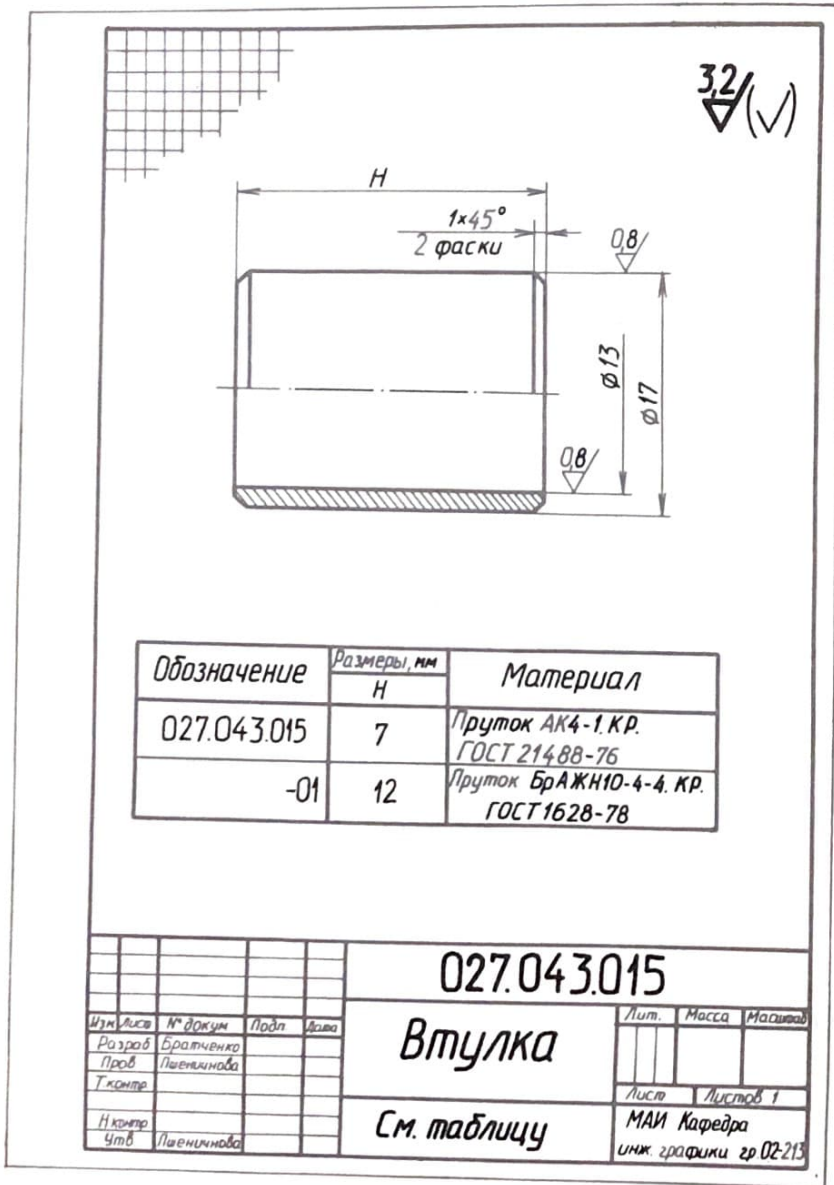 3,2
(√)
H
1×45°
2 фаски
0,8
⌀13
⌀17
0,8
Обозначение
Размеры, мм
H
Материал
027.043.015
7
Пруток АК4-1.КР.
ГОСТ 21488-76
-01
12
Пруток БрАЖН10-4-4. КР.
ГОСТ 1628-78
027.043.015
Изм Лист № докум Подп Дата
Разраб Братченко
Пров Пшеничнова
Т контр
Н контр
Утв Пшеничнова
Втулка
Лит. Масса Масштаб
Лист Листов 1
См. таблицу
МАИ Кафедра
инж. графики гр.02-213